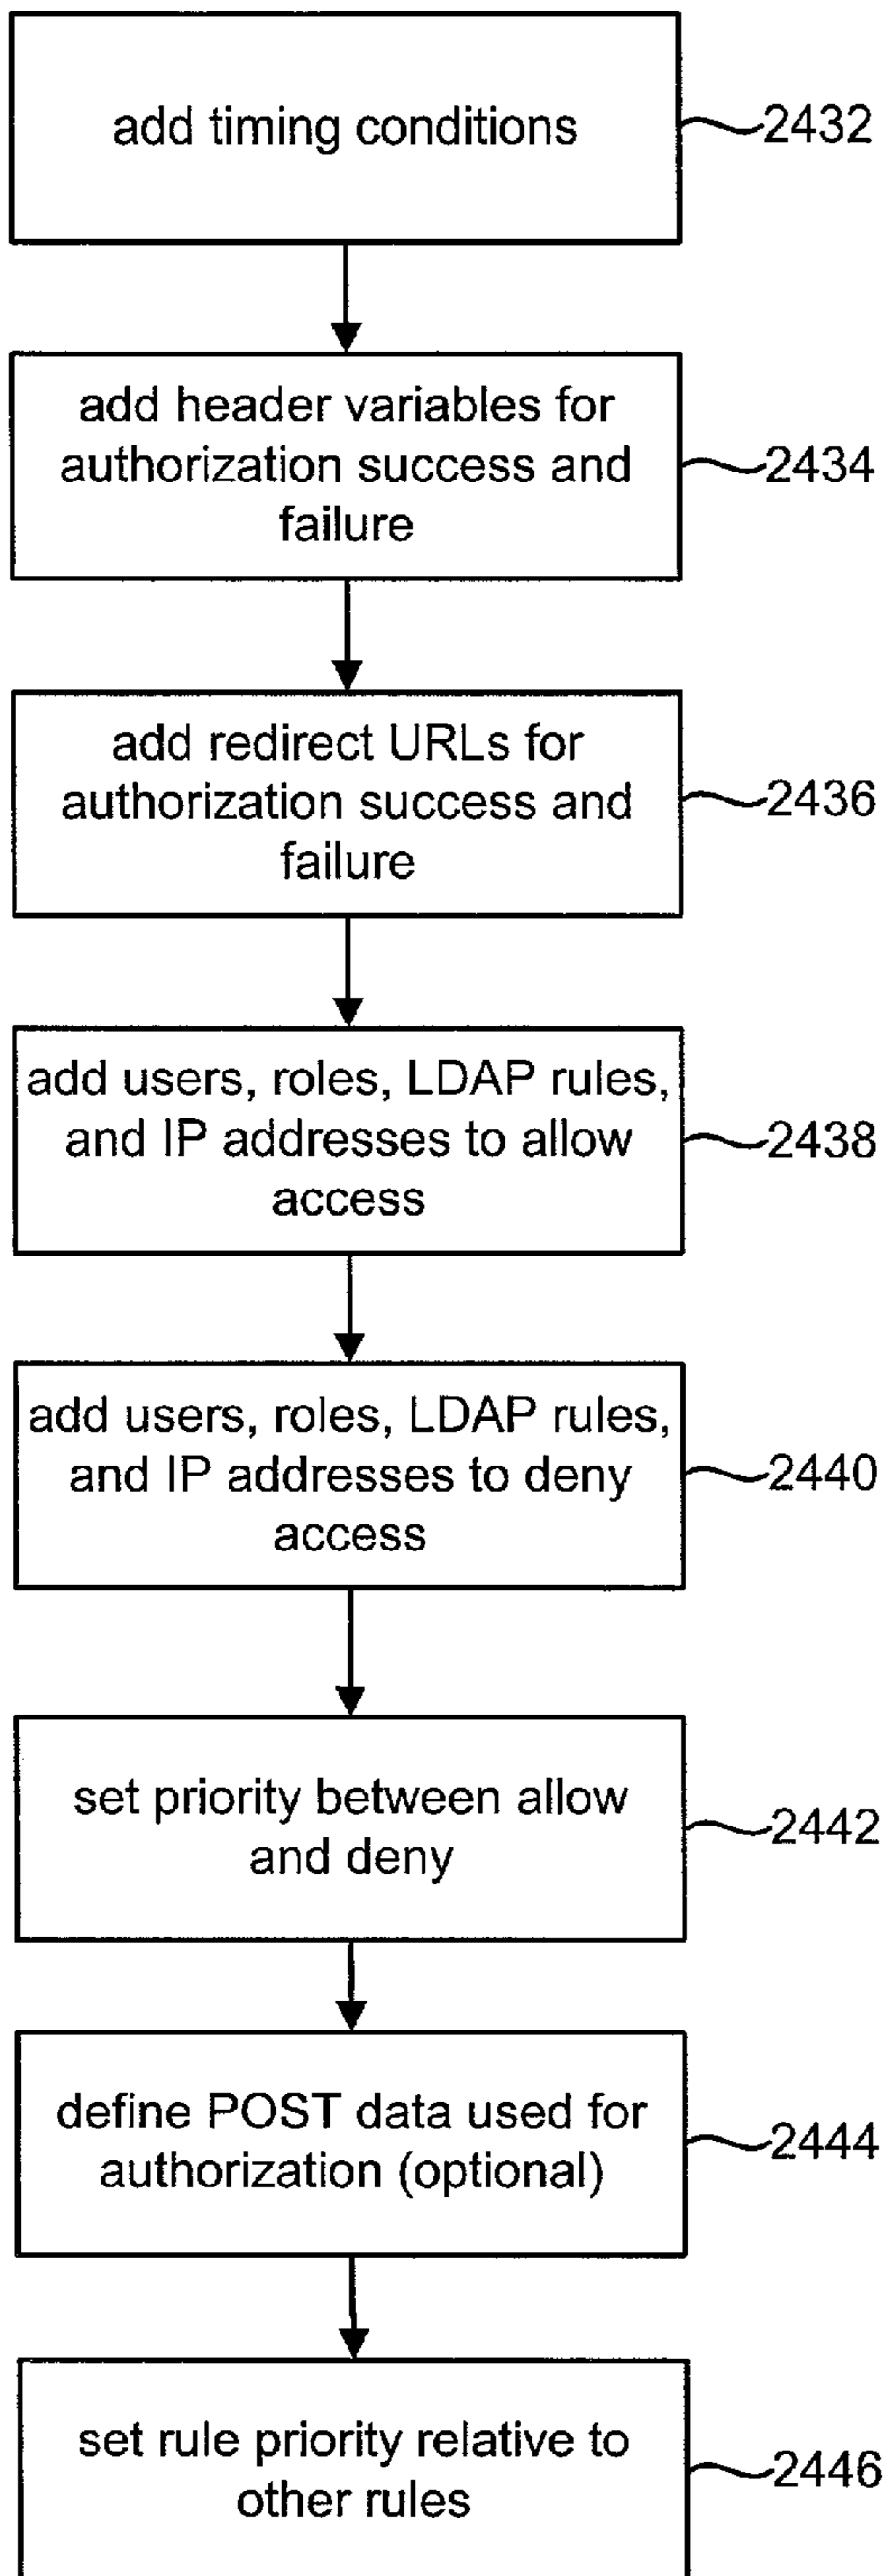 add timing conditions
2432
add header variables for
authorization success and
failure
2434
add redirect URLs for
authorization success and
failure
2436
add users, roles, LDAP rules,
and IP addresses to allow
access
2438
add users, roles, LDAP rules,
and IP addresses to deny
access
2440
set priority between allow
and deny
2442
define POST data used for
authorization (optional)
2444
set rule priority relative to
other rules
2446